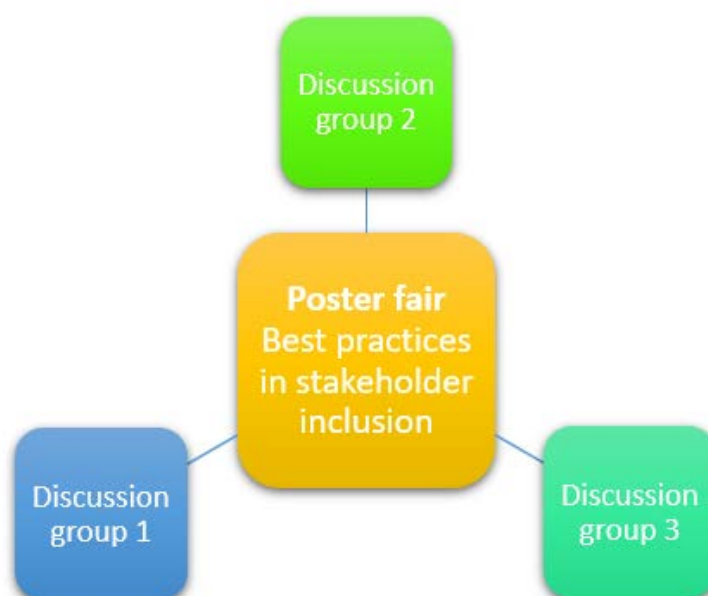 Discussion
group 2
Poster fair
Best practices
in stakeholder
inclusion
Discussion
group 1
Discussion
group 3